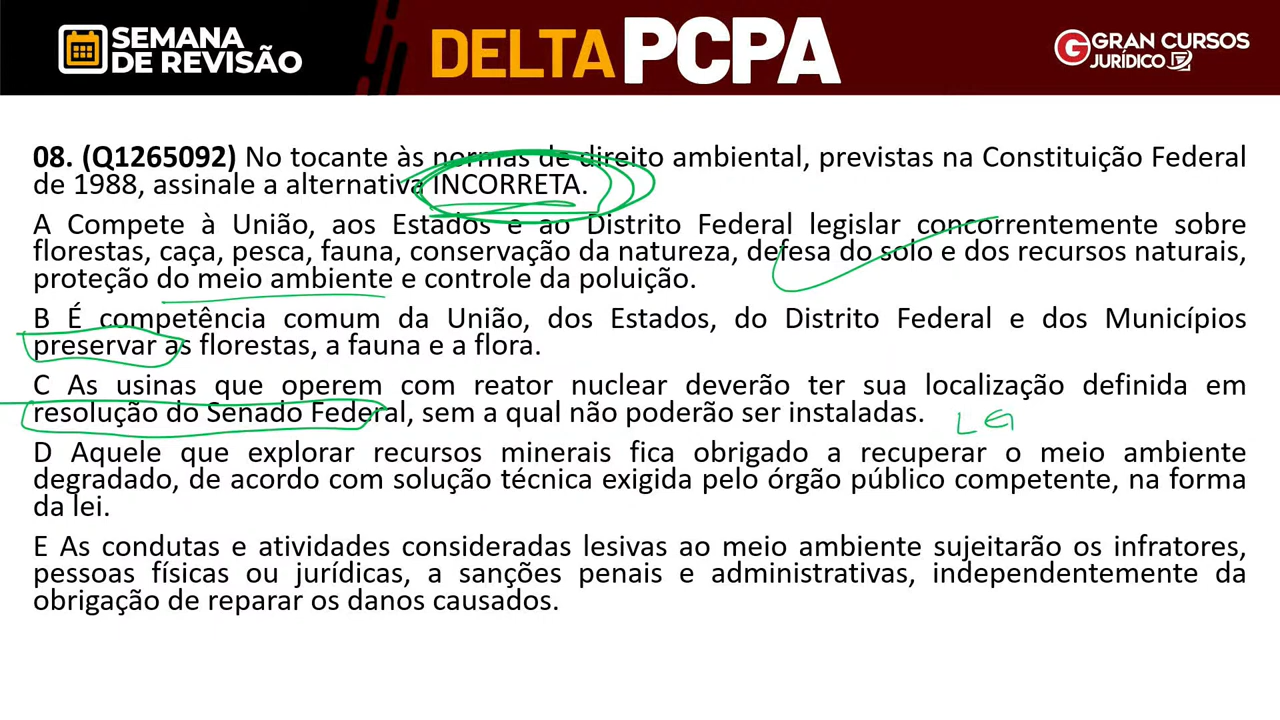 SEMANA
DE REVISÃO
DELTA PCPA
GRAN CURSOS
JURÍDICO
08. (Q1265092) No tocante às normas de direito ambiental, previstas na Constituição Federal
de 1988, assinale a alternativa INCORRETA.
A Compete à União, aos Estados e ao Distrito Federal legislar concorrentemente sobre
florestas, caça, pesca, fauna, conservação da natureza, defesa do solo e dos recursos naturais,
proteção do meio ambiente e controle da poluição.
B É competência comum da União, dos Estados, do Distrito Federal e dos Municípios
preservar as florestas, a fauna e a flora.
C As usinas que operem com reator nuclear deverão ter sua localização definida em
resolução do Senado Federal, sem a qual não poderão ser instaladas.
LE
D Aquele que explorar recursos minerais fica obrigado a recuperar o meio ambiente
degradado, de acordo com solução técnica exigida pelo órgão público competente, na forma
da lei.
E As condutas e atividades consideradas lesivas ao meio ambiente sujeitarão os infratores,
pessoas físicas ou jurídicas, a sanções penais e administrativas, independentemente da
obrigação de reparar os danos causados.